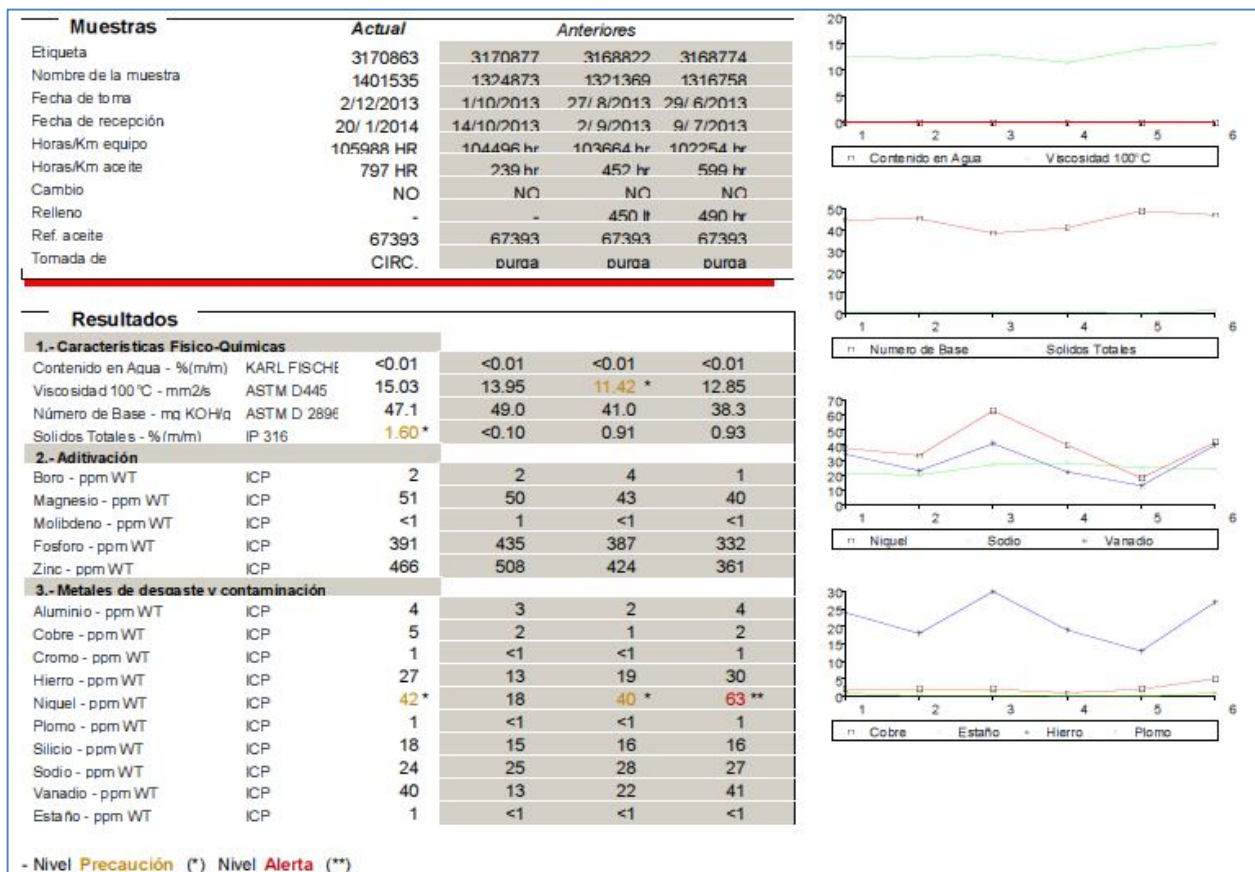 Muestras Actual Anteriores
Etiqueta 3170863 3170877 3168822 3168774
Nombre de la muestra 1401535 1324873 1321369 1316758
Fecha de toma 2/12/2013 1/10/2013 27/ 8/2013 29/ 6/2013
Fecha de recepción 20/ 1/2014 14/10/2013 2/ 9/2013 9/ 7/2013
Horas/Km equipo 105988 HR 104496 hr 103664 hr 102254 hr
Horas/Km aceite 797 HR 239 hr 452 hr 599 hr
Cambio NO NO NO NO
Relleno - - 450 lt 490 hr
Ref. aceite 67393 67393 67393 67393
Tomada de CIRC. purga purga purga
Resultados
1.- Características Físico-Químicas
Contenido en Agua - %(m/m) KARL FISCHE <0.01 <0.01 <0.01 <0.01
Viscosidad 100°C - mm2/s ASTM D445 15.03 13.95 11.42 * 12.85
Número de Base - mg KOH/g ASTM D 2896 47.1 49.0 41.0 38.3
Solidos Totales - %(m/m) IP 316 1.60 * <0.10 0.91 0.93
2.- Aditivación
Boro - ppm WT ICP 2 2 4 1
Magnesio - ppm WT ICP 51 50 43 40
Molibdeno - ppm WT ICP <1 1 <1 <1
Fosforo - ppm WT ICP 391 435 387 332
Zinc - ppm WT ICP 466 508 424 361
3.- Metales de desgaste y contaminación
Aluminio - ppm WT ICP 4 3 2 4
Cobre - ppm WT ICP 5 2 1 2
Cromo - ppm WT ICP 1 <1 <1 1
Hierro - ppm WT ICP 27 13 19 30
Niquel - ppm WT ICP 42 * 18 40 * 63 **
Plomo - ppm WT ICP 1 <1 <1 1
Silicio - ppm WT ICP 18 15 16 16
Sodio - ppm WT ICP 24 25 28 27
Vanadio - ppm WT ICP 40 13 22 41
Estaño - ppm WT ICP 1 <1 <1 <1
- Nivel Precaución (*) Nivel Alerta (**)
20
15
10
5
0
1 2 3 4 5 6
Contenido en Agua Viscosidad 100°C
50
40
30
20
10
0
1 2 3 4 5 6
Numero de Base Solidos Totales
70
60
50
40
30
20
10
0
1 2 3 4 5 6
Niquel Sodio Vanadio
30
25
20
15
10
5
0
1 2 3 4 5 6
Cobre Estaño Hierro Plomo